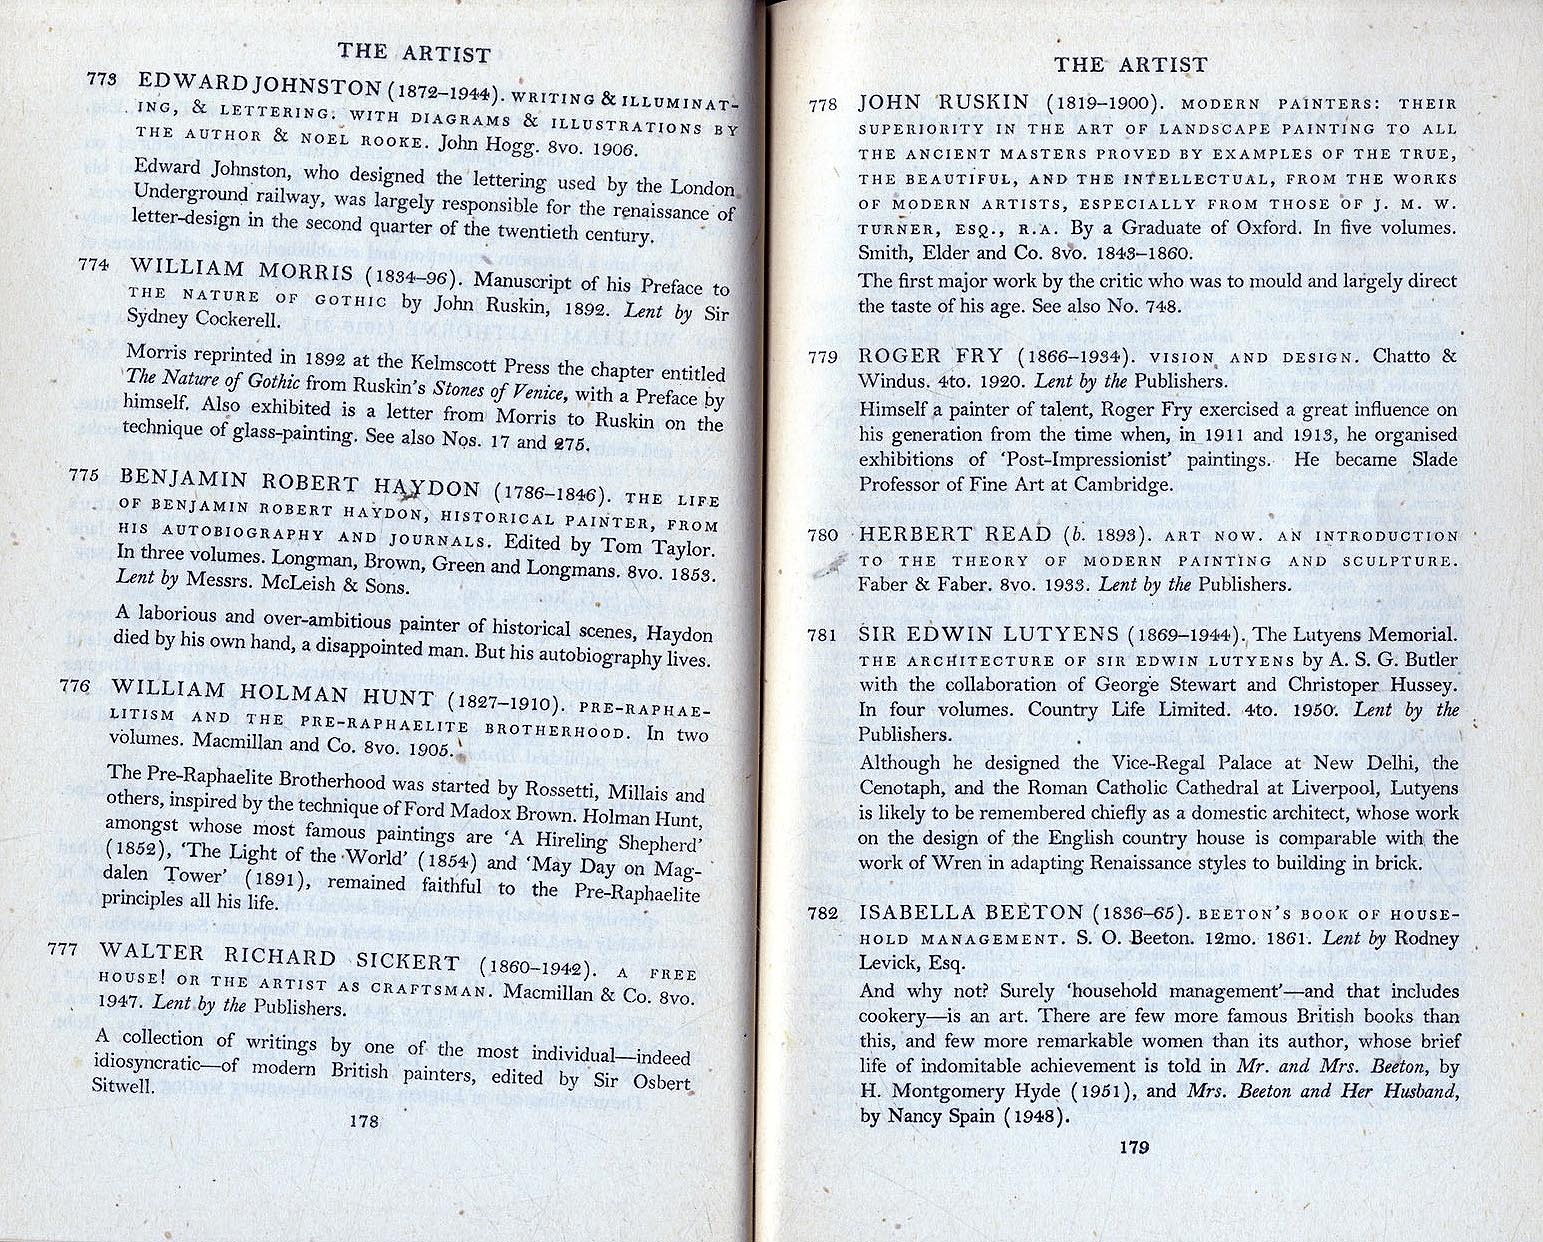 THE ARTIST
773 EDWARD JOHNSTON (1872–1944). WRITING & ILLUMINAT-
ING, & LETTERING: WITH DIAGRAMS & ILLUSTRATIONS BY
THE AUTHOR & NOEL ROOKE. John Hogg. 8vo. 1906.
Edward Johnston, who designed the lettering used by the London
Underground railway, was largely responsible for the renaissance of
letter-design in the second quarter of the twentieth century.
774 WILLIAM MORRIS (1834–96). Manuscript of his Preface to
THE NATURE OF GOTHIC by John Ruskin, 1892. Lent by Sir
Sydney Cockerell.
Morris reprinted in 1892 at the Kelmscott Press the chapter entitled
The Nature of Gothic from Ruskin's Stones of Venice, with a Preface by
himself. Also exhibited is a letter from Morris to Ruskin on the
technique of glass-painting. See also Nos. 17 and 275.
775 BENJAMIN ROBERT HAYDON (1786–1846). THE LIFE
OF BENJAMIN ROBERT HAYDON, HISTORICAL PAINTER, FROM
HIS AUTOBIOGRAPHY AND JOURNALS. Edited by Tom Taylor.
In three volumes. Longman, Brown, Green and Longmans. 8vo. 1853.
Lent by Messrs. McLeish & Sons.
A laborious and over-ambitious painter of historical scenes, Haydon
died by his own hand, a disappointed man. But his autobiography lives.
776 WILLIAM HOLMAN HUNT (1827–1910). PRE-RAPHAE-
LITISM AND THE PRE-RAPHAELITE BROTHERHOOD. In two
volumes. Macmillan and Co. 8vo. 1905.
The Pre-Raphaelite Brotherhood was started by Rossetti, Millais and
others, inspired by the technique of Ford Madox Brown. Holman Hunt,
amongst whose most famous paintings are 'A Hireling Shepherd'
(1852), 'The Light of the World' (1854) and 'May Day on Mag-
dalen Tower' (1891), remained faithful to the Pre-Raphaelite
principles all his life.
777 WALTER RICHARD SICKERT (1860–1942). A FREE
HOUSE! OR THE ARTIST AS CRAFTSMAN. Macmillan & Co. 8vo.
1947. Lent by the Publishers.
A collection of writings by one of the most individual—indeed
idiosyncratic—of modern British painters, edited by Sir Osbert
Sitwell.
178
THE ARTIST
778 JOHN RUSKIN (1819–1900). MODERN PAINTERS: THEIR
SUPERIORITY IN THE ART OF LANDSCAPE PAINTING TO ALL
THE ANCIENT MASTERS PROVED BY EXAMPLES OF THE TRUE,
THE BEAUTIFUL, AND THE INTELLECTUAL, FROM THE WORKS
OF MODERN ARTISTS, ESPECIALLY FROM THOSE OF J. M. W.
TURNER, ESQ., R.A. By a Graduate of Oxford. In five volumes.
Smith, Elder and Co. 8vo. 1843–1860.
The first major work by the critic who was to mould and largely direct
the taste of his age. See also No. 748.
779 ROGER FRY (1866–1934). VISION AND DESIGN. Chatto &
Windus. 4to. 1920. Lent by the Publishers.
Himself a painter of talent, Roger Fry exercised a great influence on
his generation from the time when, in 1911 and 1913, he organised
exhibitions of 'Post-Impressionist' paintings. He became Slade
Professor of Fine Art at Cambridge.
780 HERBERT READ (b. 1893). ART NOW. AN INTRODUCTION
TO THE THEORY OF MODERN PAINTING AND SCULPTURE.
Faber & Faber. 8vo. 1933. Lent by the Publishers.
781 SIR EDWIN LUTYENS (1869–1944). The Lutyens Memorial.
THE ARCHITECTURE OF SIR EDWIN LUTYENS by A. S. G. Butler
with the collaboration of George Stewart and Christoper Hussey.
In four volumes. Country Life Limited. 4to. 1950. Lent by the
Publishers.
Although he designed the Vice-Regal Palace at New Delhi, the
Cenotaph, and the Roman Catholic Cathedral at Liverpool, Lutyens
is likely to be remembered chiefly as a domestic architect, whose work
on the design of the English country house is comparable with the
work of Wren in adapting Renaissance styles to building in brick.
782 ISABELLA BEETON (1836–65). BEETON'S BOOK OF HOUSE-
HOLD MANAGEMENT. S. O. Beeton. 12mo. 1861. Lent by Rodney
Levick, Esq.
And why not? Surely 'household management'—and that includes
cookery—is an art. There are few more famous British books than
this, and few more remarkable women than its author, whose brief
life of indomitable achievement is told in Mr. and Mrs. Beeton, by
H. Montgomery Hyde (1951), and Mrs. Beeton and Her Husband,
by Nancy Spain (1948).
179